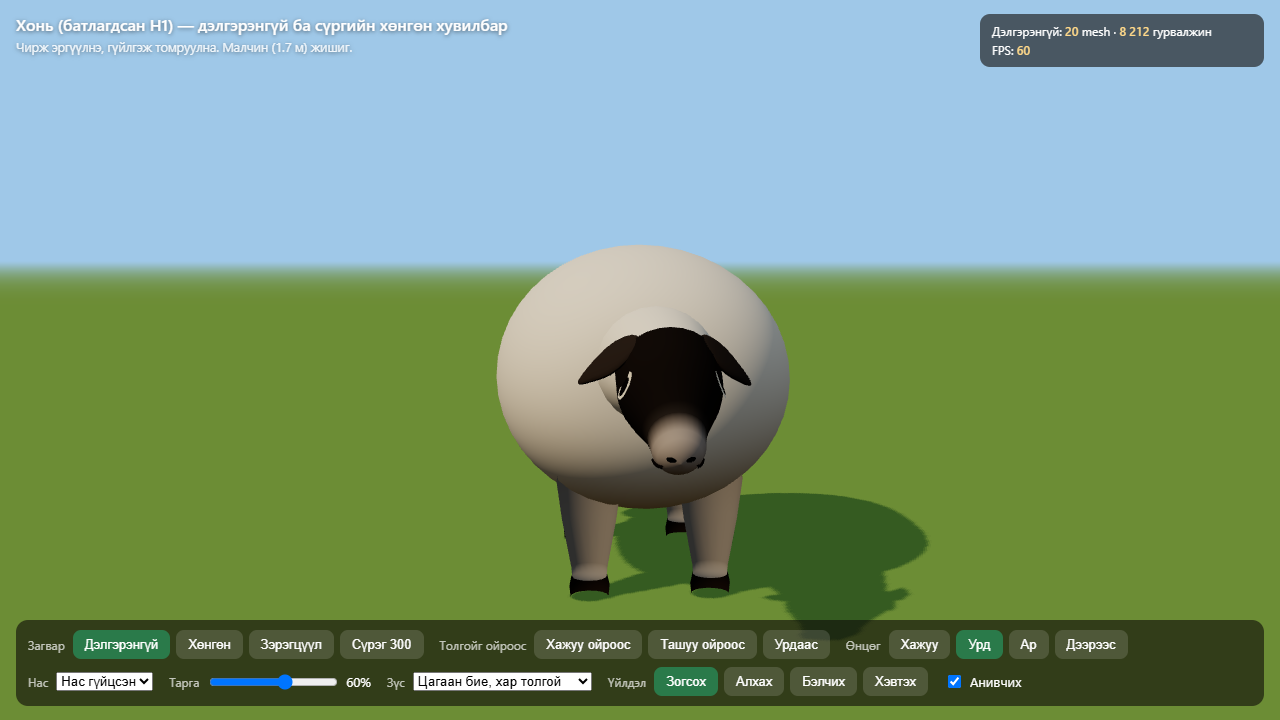 Хонь (батлагдсан H1) — дэлгэрэнгүй ба сүргийн хөнгөн хувилбар
Чирж эргүүлнэ, гүйлгэж томруулна. Малчин (1.7 м) жишиг.
Дэлгэрэнгүй: 20 mesh · 8 212 гурвалжин
FPS: 60
Загвар Дэлгэрэнгүй Хөнгөн Зэрэгцүүл Сүрэг 300 Толгойг ойроос Хажуу ойроос Ташуу ойроос Урдаас Өнцөг Хажуу Урд Ар Дээрээс
Нас Нас гүйцсэн Тарга 60% Зүс Цагаан бие, хар толгой Үйлдэл Зогсох Алхах Бэлчих Хэвтэх Анивчих